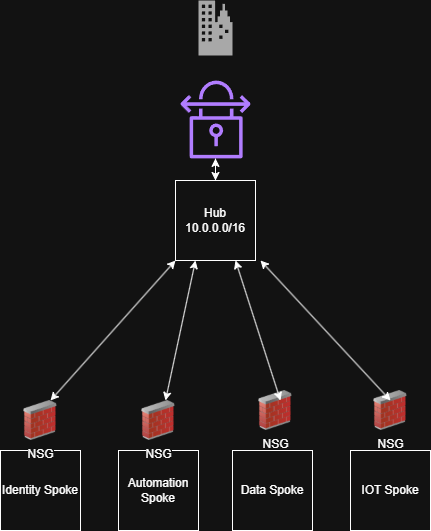 Hub
10.0.0.0/16
NSG
NSG
NSG
NSG
Identity Spoke
Automation
Spoke
Data Spoke
IOT Spoke